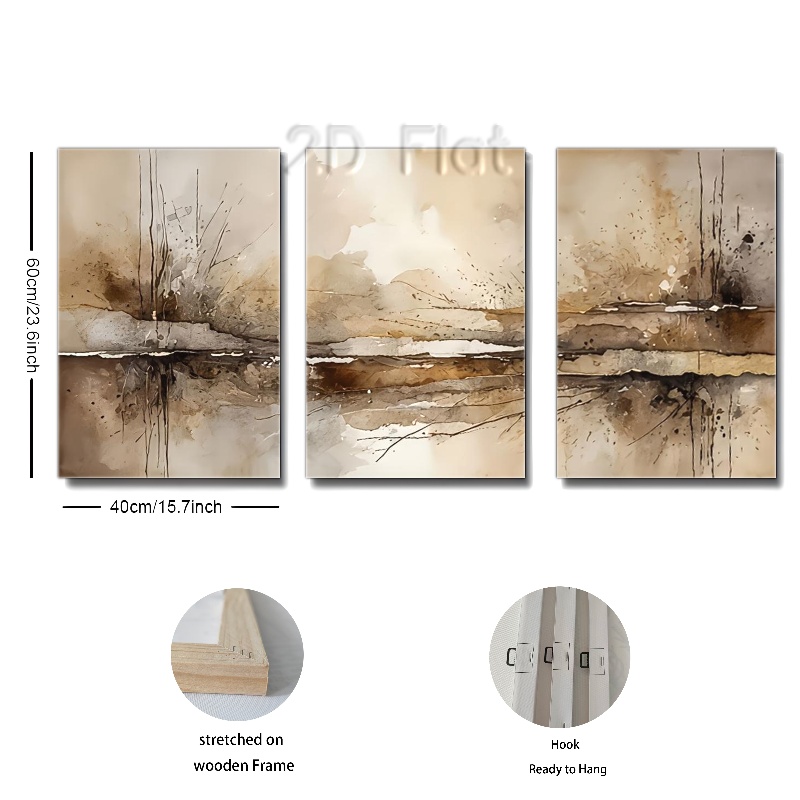 2D Flat
60cm/23.6inch
40cm/15.7inch
stretched on
wooden Frame
Hook
Ready to Hang